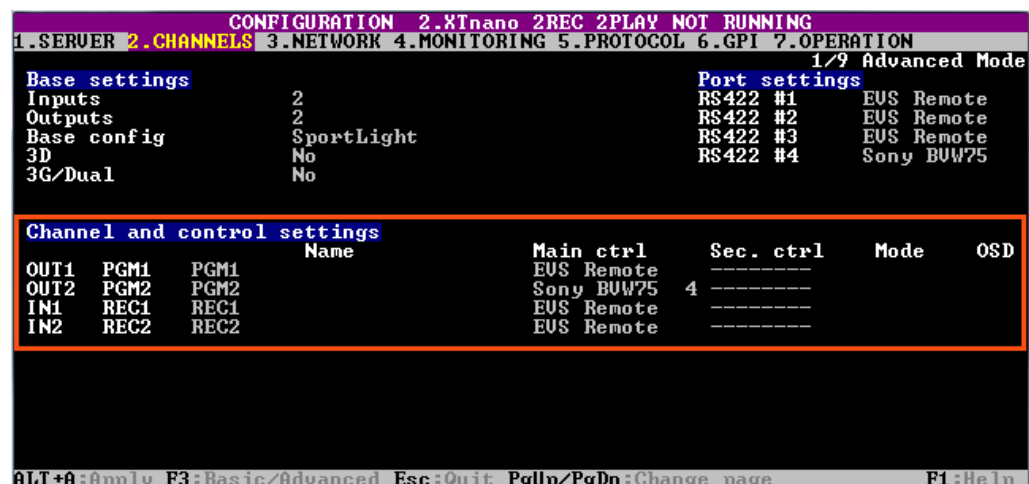 CONFIGURATION 2.XTnano 2REC 2PLAY NOT RUNNING
1.SERVER 2.CHANNELS 3.NETWORK 4.MONITORING 5.PROTOCOL 6.GPI 7.OPERATION
1/9 Advanced Mode
Base settings Port settings
Inputs 2 RS422 #1 EVS Remote
Outputs 2 RS422 #2 EVS Remote
Base config SportLight RS422 #3 EVS Remote
3D No RS422 #4 Sony BVW75
3G/Dual No
Channel and control settings
Name Main ctrl Sec. ctrl Mode OSD
OUT1 PGM1 PGM1 EVS Remote --------
OUT2 PGM2 PGM2 Sony BVW75 4 --------
IN1 REC1 REC1 EVS Remote --------
IN2 REC2 REC2 EVS Remote --------
ALT+A:Apply F3:Basic/Advanced Esc:Quit PgUp/PgDn:Change page F1:Help